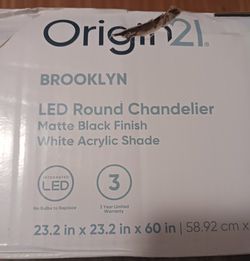 Origin21
BROOKLYN
LED Round Chandelier
Matte Black Finish
White Acrylic Shade
INTEGRATED
LED
No Bulbs to Replace
3
3 Year Limited
Warranty
23.2 in x 23.2 in x 60 in | 58.92 cm x